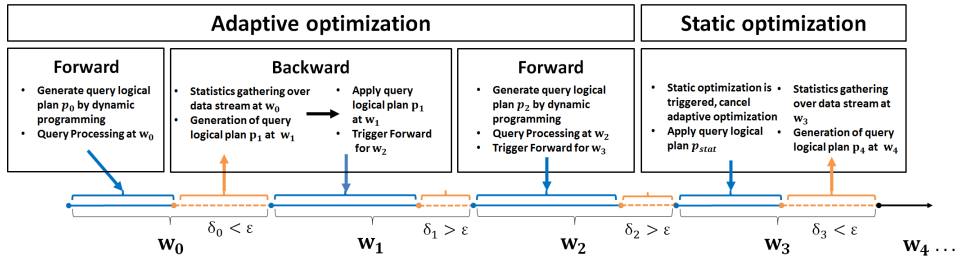 Adaptive optimization
Static optimization
Forward
• Generate query logical
plan p₀ by dynamic
programming
• Query Processing at w₀
Backward
• Statistics gathering over
data stream at w₀
• Generation of query
logical plan p₁ at w₁
• Apply query
logical plan p₁
at w₁
• Trigger Forward
for w₂
Forward
• Generate query logical
plan p₂ by dynamic
programming
• Query Processing at w₂
• Trigger Forward for w₃
• Static optimization is
triggered, cancel
adaptive optimization
• Apply query logical
plan pₛₜₐₜ
• Statistics gathering
over data stream at
w₃
• Generation of query
logical plan p₄ at w₄
δ₀ < ε
δ₁ > ε
δ₂ > ε
δ₃ < ε
w₀
w₁
w₂
w₃
w₄ ...